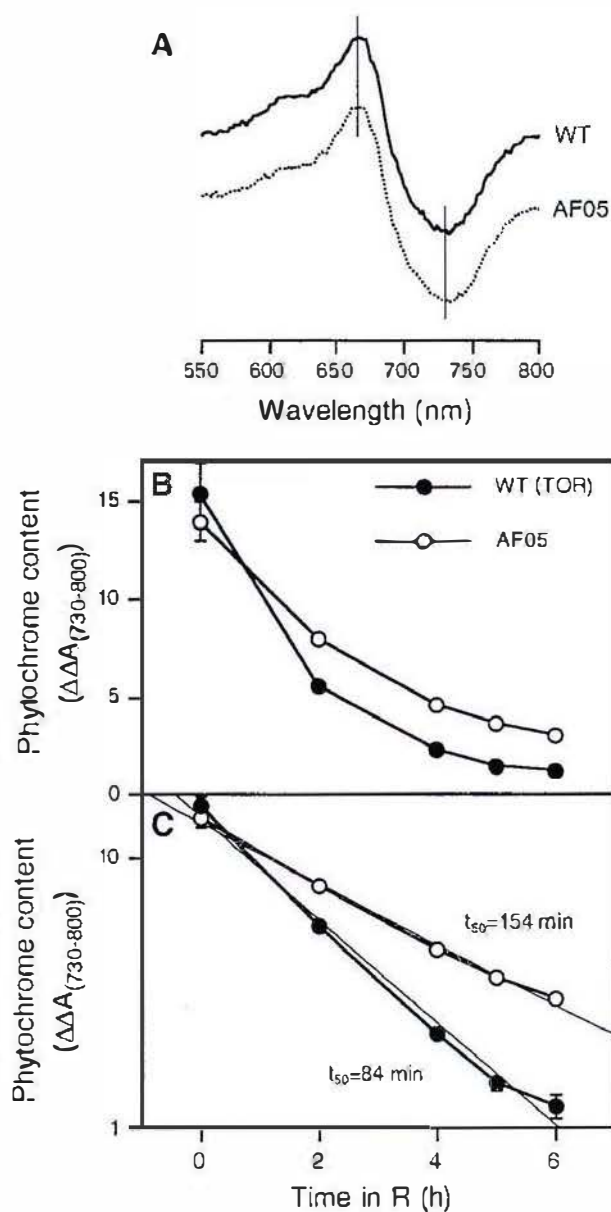 A
WT
AF05
550 600 650 700 750 800
Wavelength (nm)
B
WT (TOR)
AF05
15
10
5
0
Phytochrome content
(ΔΔA(730-800))
C
10
1
t50=154 min
t50=84 min
Phytochrome content
(ΔΔA(730-800))
0 2 4 6
Time in R (h)